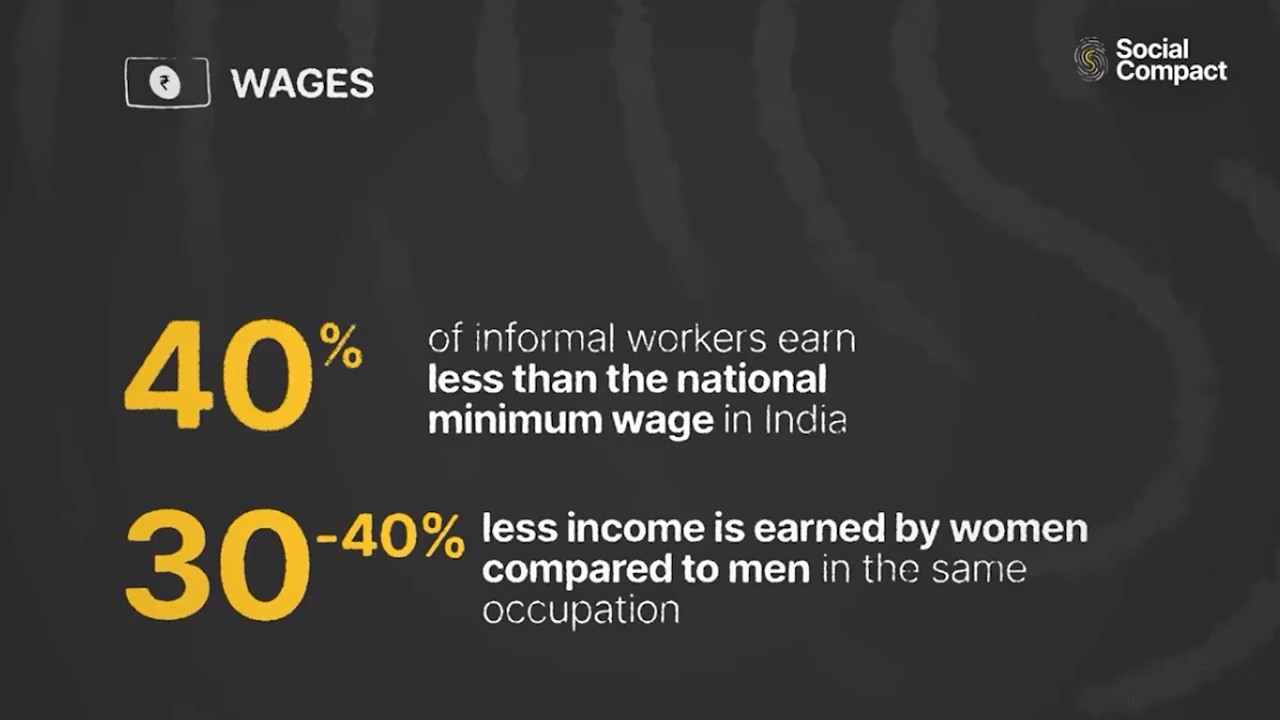 ₹
WAGES
Social
Compact
40%
of informal workers earn
less than the national
minimum wage in India
30-40%
less income is earned by women
compared to men in the same
occupation